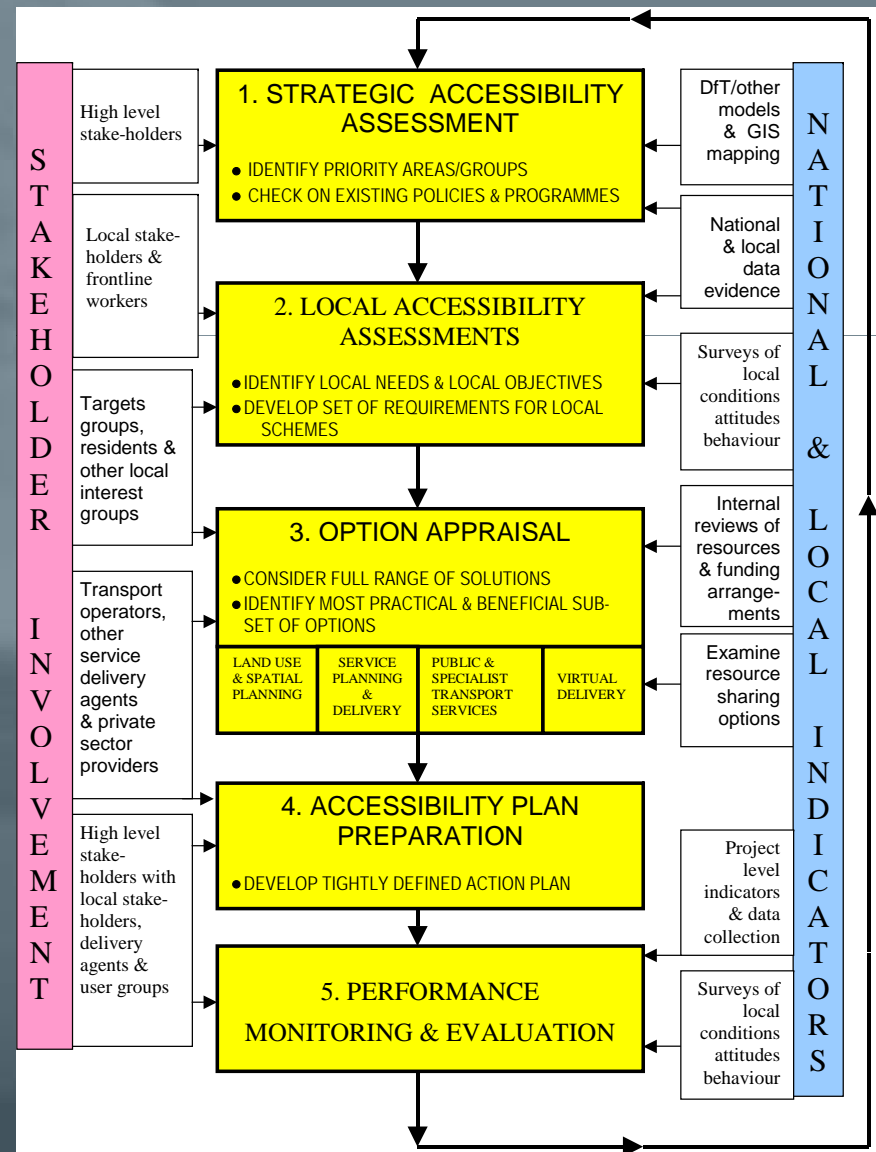 STAKEHOLDER INVOLVEMENT
High level
stake-holders
Local stake-
holders &
frontline
workers
Targets
groups,
residents &
other local
interest
groups
Transport
operators,
other
service
delivery
agents
& private
sector
providers
High level
stake-
holders with
local stake-
holders,
delivery
agents &
user groups
1. STRATEGIC ACCESSIBILITY
ASSESSMENT
● IDENTIFY PRIORITY AREAS/GROUPS
● CHECK ON EXISTING POLICIES & PROGRAMMES
2. LOCAL ACCESSIBILITY
ASSESSMENTS
● IDENTIFY LOCAL NEEDS & LOCAL OBJECTIVES
● DEVELOP SET OF REQUIREMENTS FOR LOCAL
SCHEMES
3. OPTION APPRAISAL
● CONSIDER FULL RANGE OF SOLUTIONS
● IDENTIFY MOST PRACTICAL & BENEFICIAL SUB-
SET OF OPTIONS
LAND USE
& SPATIAL
PLANNING
SERVICE
PLANNING
&
DELIVERY
PUBLIC &
SPECIALIST
TRANSPORT
SERVICES
VIRTUAL
DELIVERY
4. ACCESSIBILITY PLAN
PREPARATION
● DEVELOP TIGHTLY DEFINED ACTION PLAN
5. PERFORMANCE
MONITORING & EVALUATION
DfT/other
models
& GIS
mapping
National
& local
data
evidence
Surveys of
local
conditions
attitudes
behaviour
Internal
reviews of
resources
& funding
arrange-
ments
Examine
resource
sharing
options
Project
level
indicators
& data
collection
Surveys of
local
conditions
attitudes
behaviour
NATIONAL & LOCAL INDICATORS